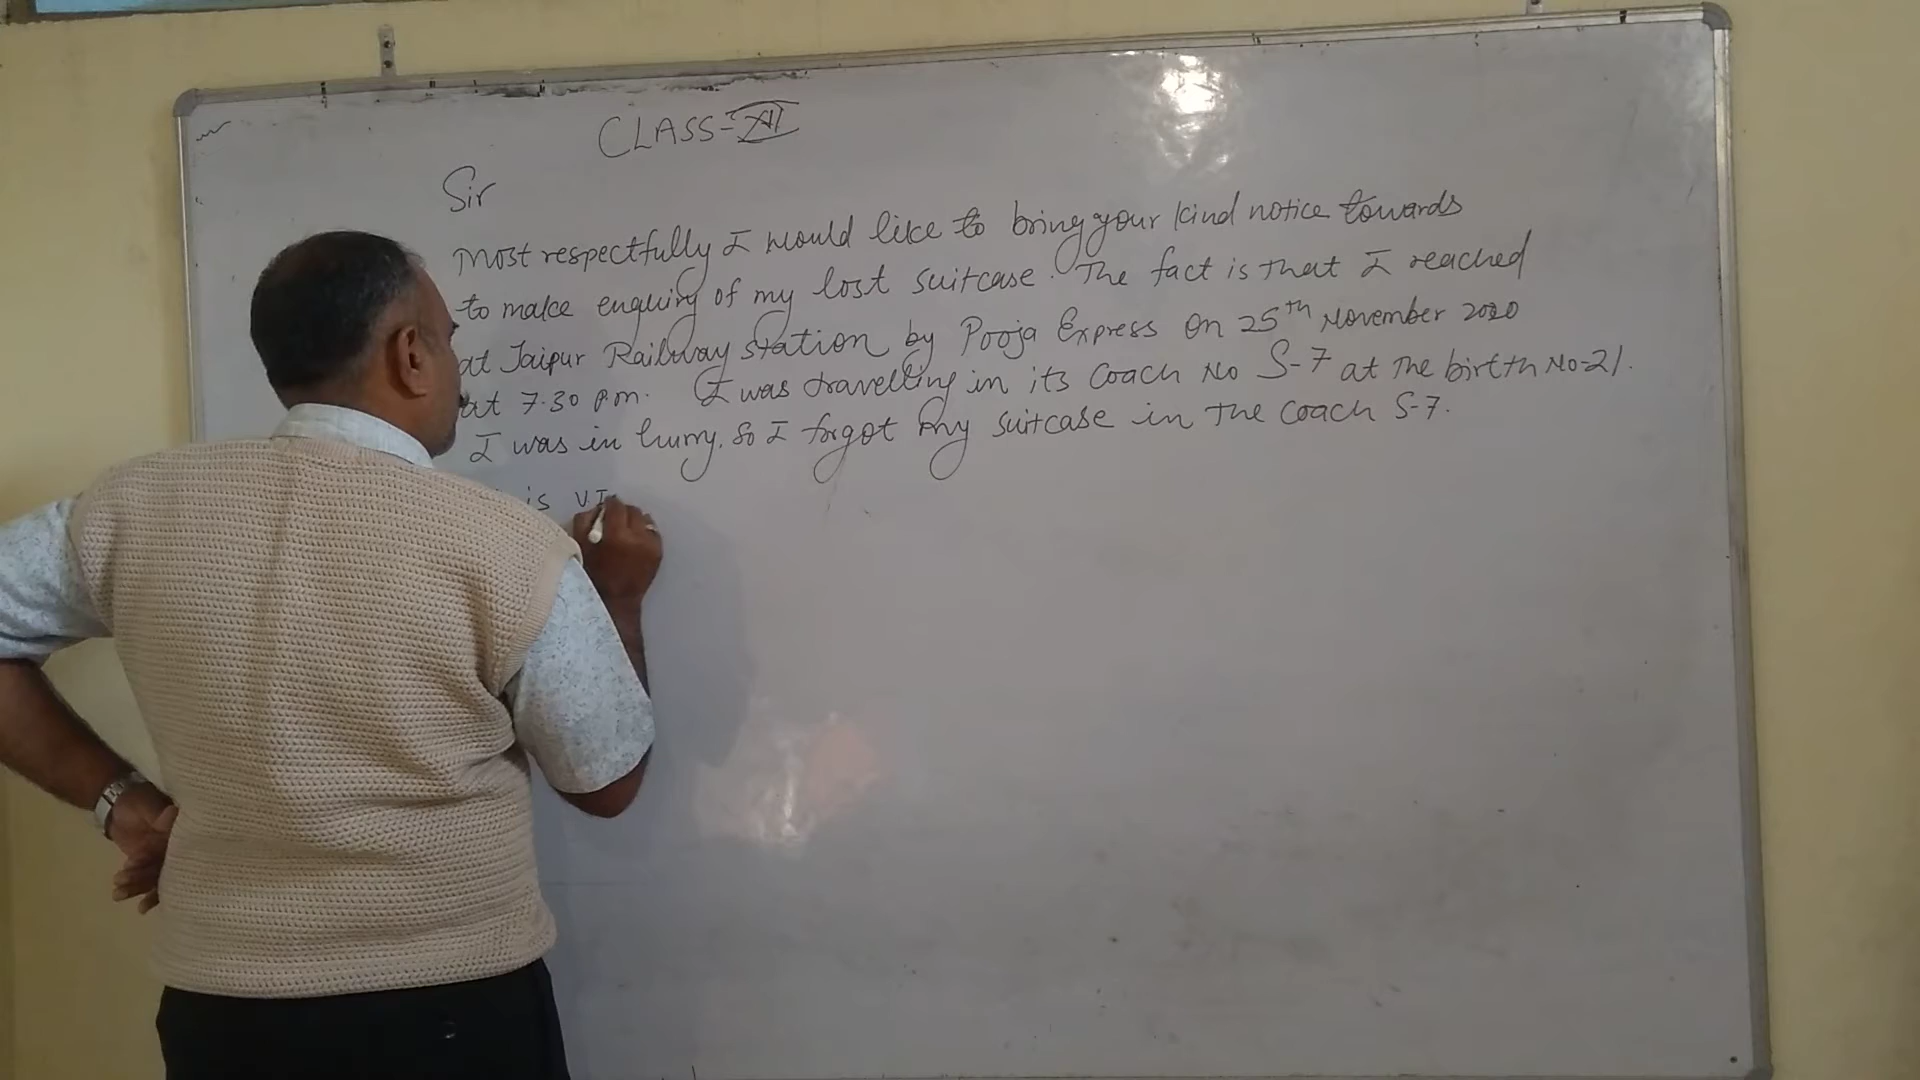 CLASS-XII
Sir
Most respectfully I would like to bring your kind notice towards
to make enquiry of my lost suitcase. The fact is that I reached
at Jaipur Railway station by Pooja Express on 25th November 2020
at 7.30 p.m. I was travelling in its Coach No S-7 at the birth No-21.
I was in hurry. So I forgot my suitcase in the coach S-7.
is VI